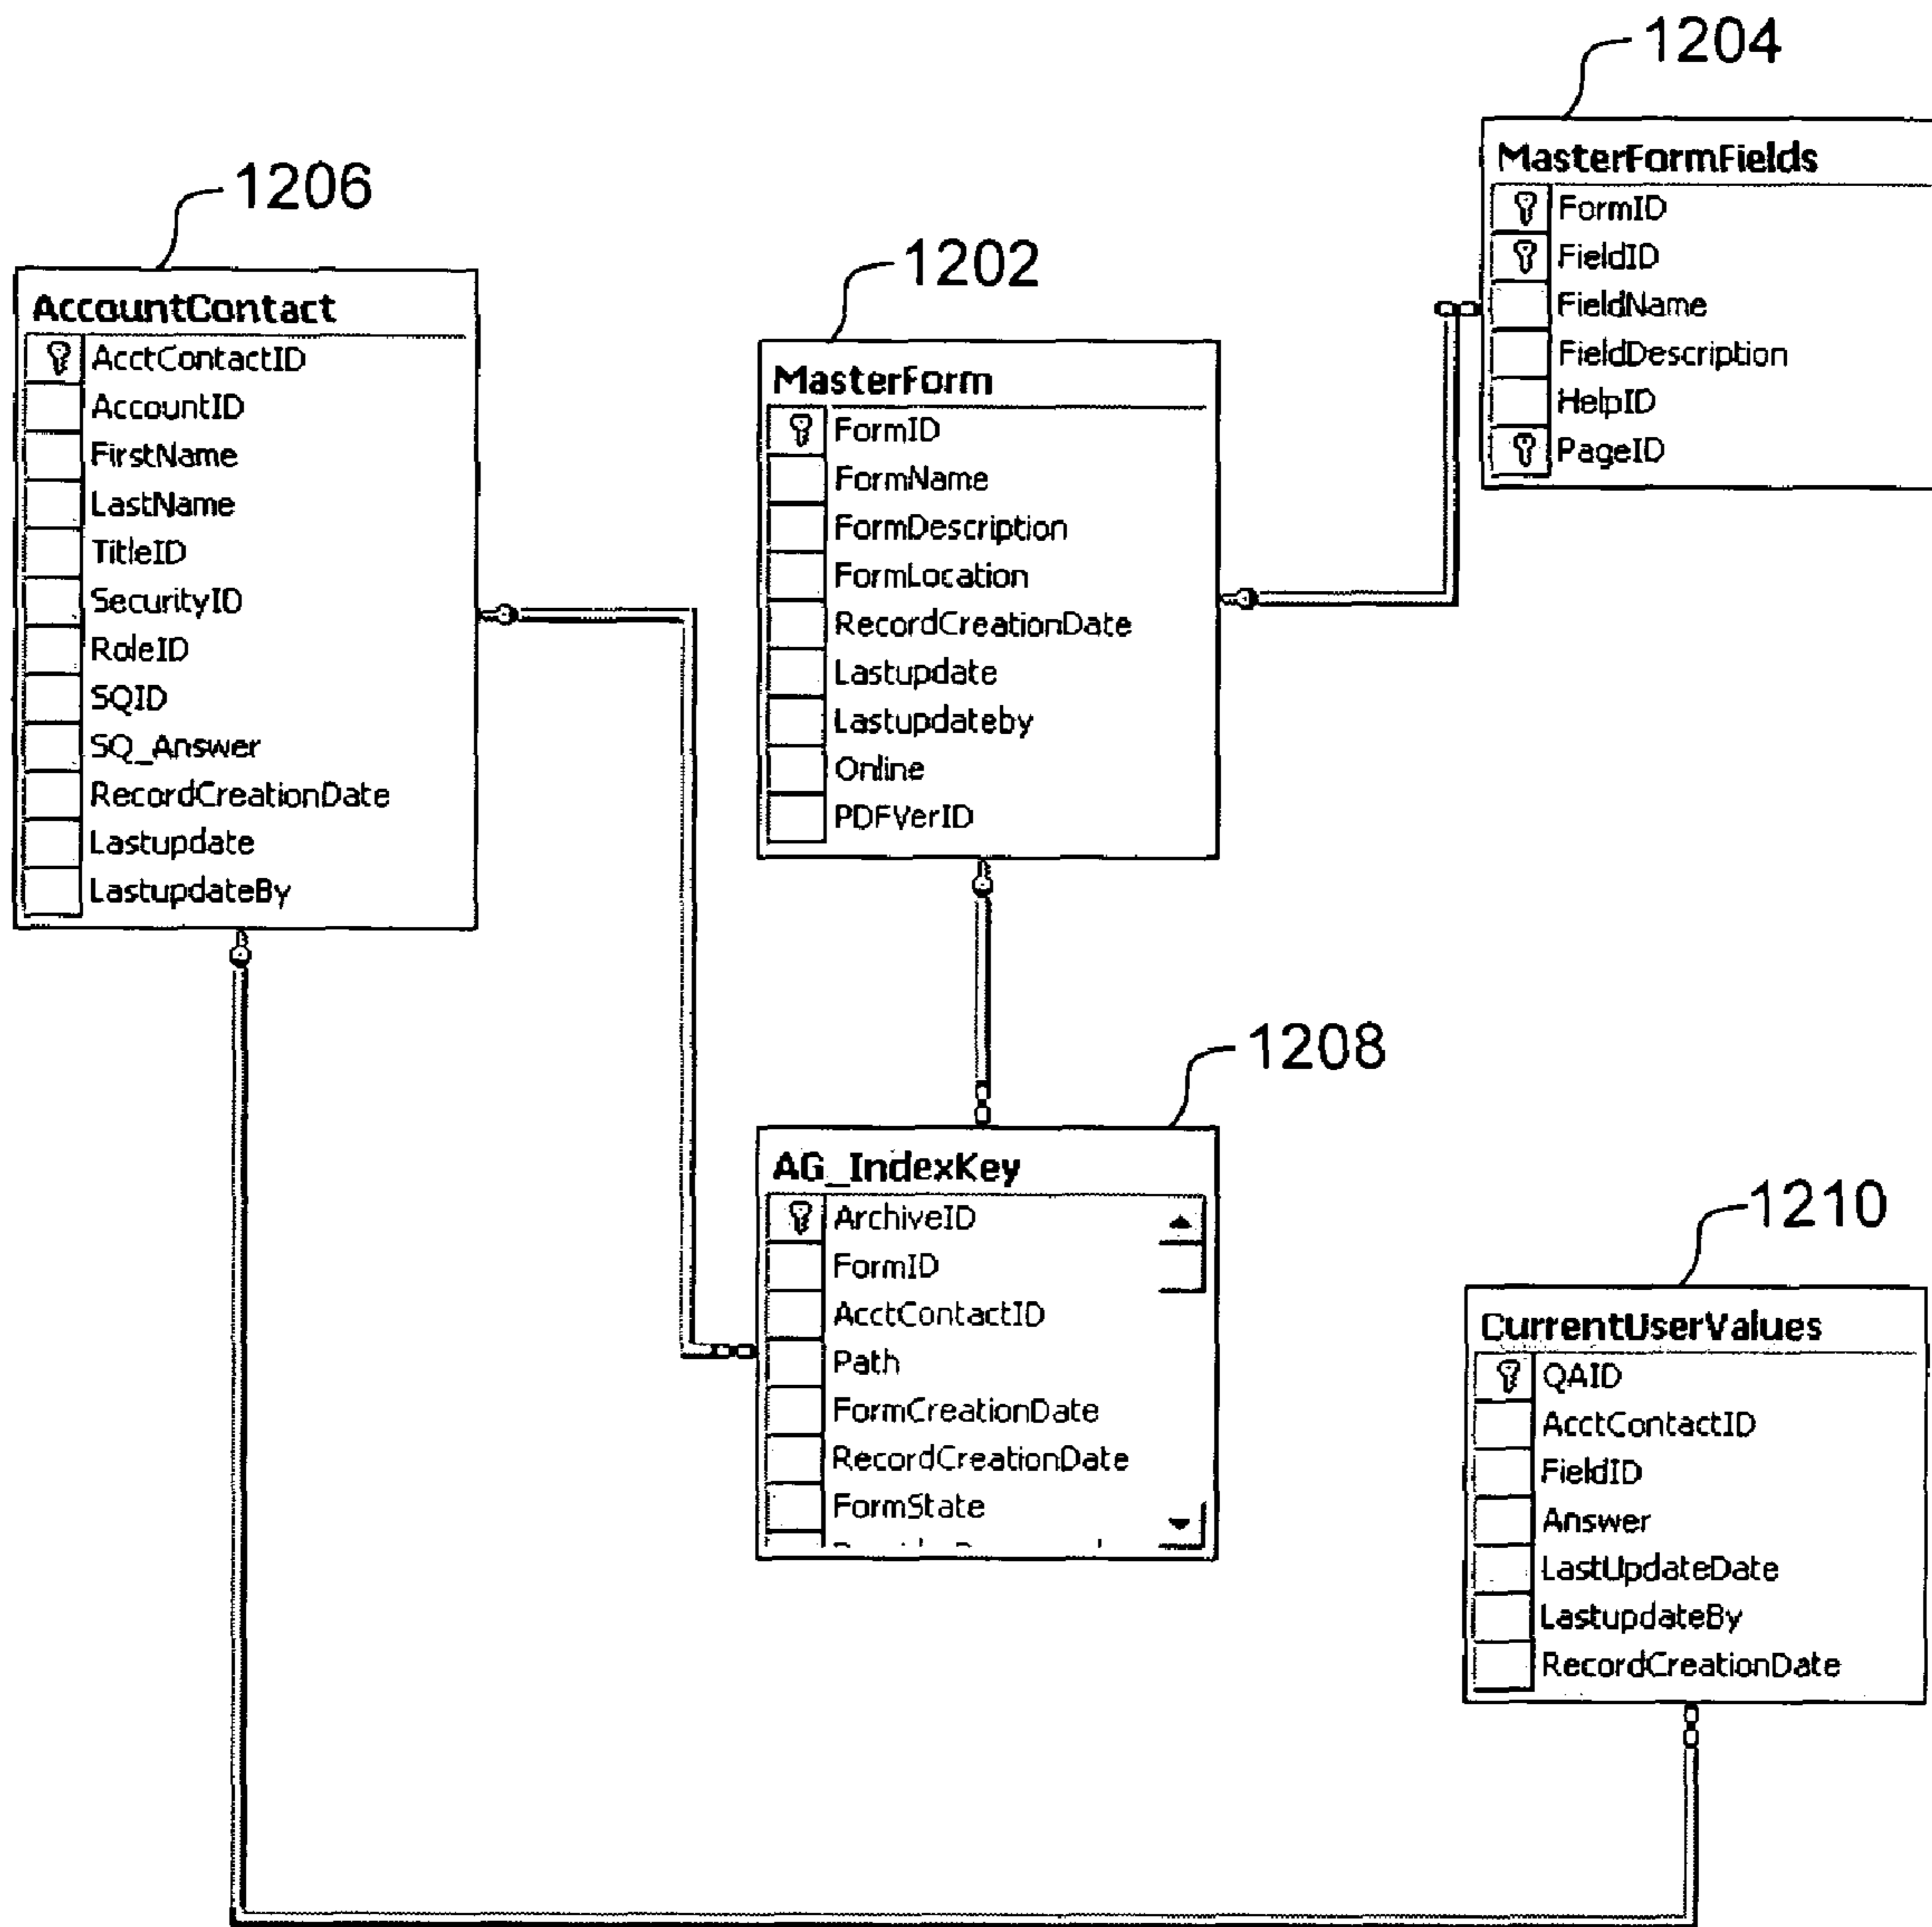 1204
MasterFormFields
FormID
FieldID
FieldName
FieldDescription
HelpID
PageID
1206
AccountContact
AcctContactID
AccountID
FirstName
LastName
TitleID
SecurityID
RoleID
SQID
SQ_Answer
RecordCreationDate
Lastupdate
LastupdateBy
1202
MasterForm
FormID
FormName
FormDescription
FormLocation
RecordCreationDate
Lastupdate
Lastupdateby
Online
PDFVerID
1208
AG_IndexKey
ArchiveID
FormID
AcctContactID
Path
FormCreationDate
RecordCreationDate
FormState
1210
CurrentUserValues
QAID
AcctContactID
FieldID
Answer
LastUpdateDate
LastupdateBy
RecordCreationDate